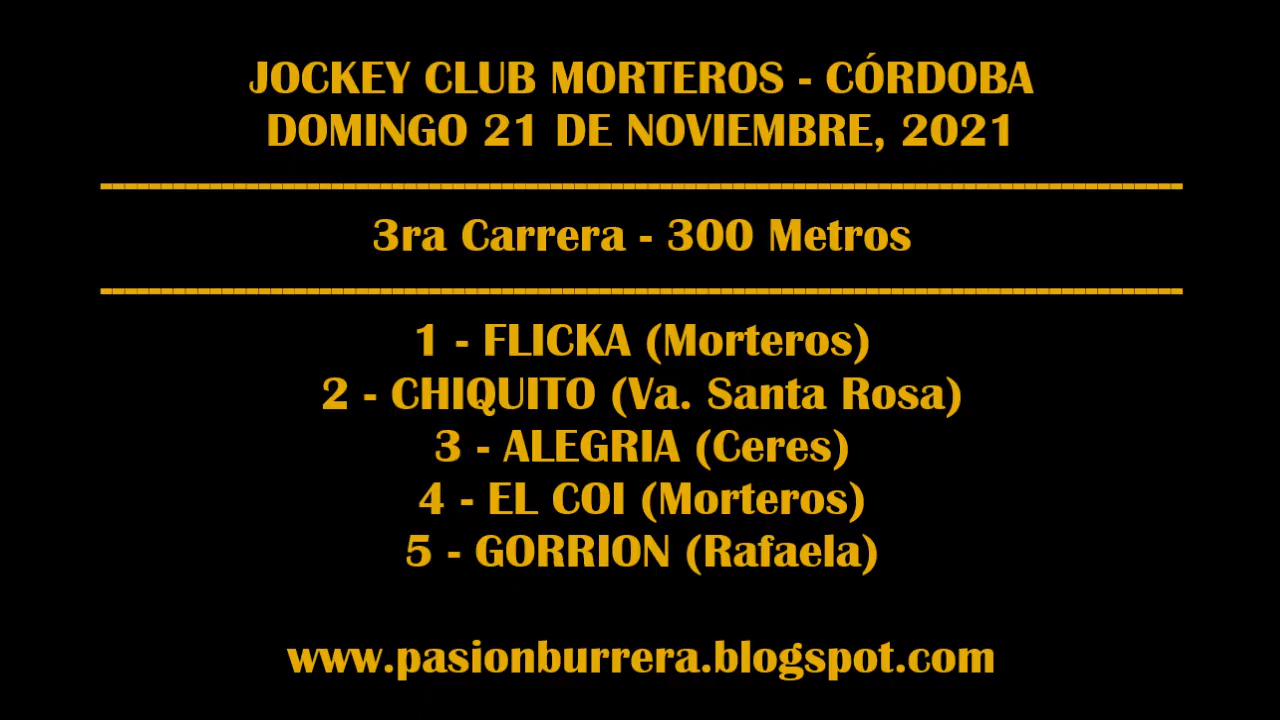 JOCKEY CLUB MORTEROS - CÓRDOBA
DOMINGO 21 DE NOVIEMBRE, 2021
3ra Carrera - 300 Metros
1 - FLICKA (Morteros)
2 - CHIQUITO (Va. Santa Rosa)
3 - ALEGRIA (Ceres)
4 - EL COI (Morteros)
5 - GORRION (Rafaela)
www.pasionburrera.blogspot.com